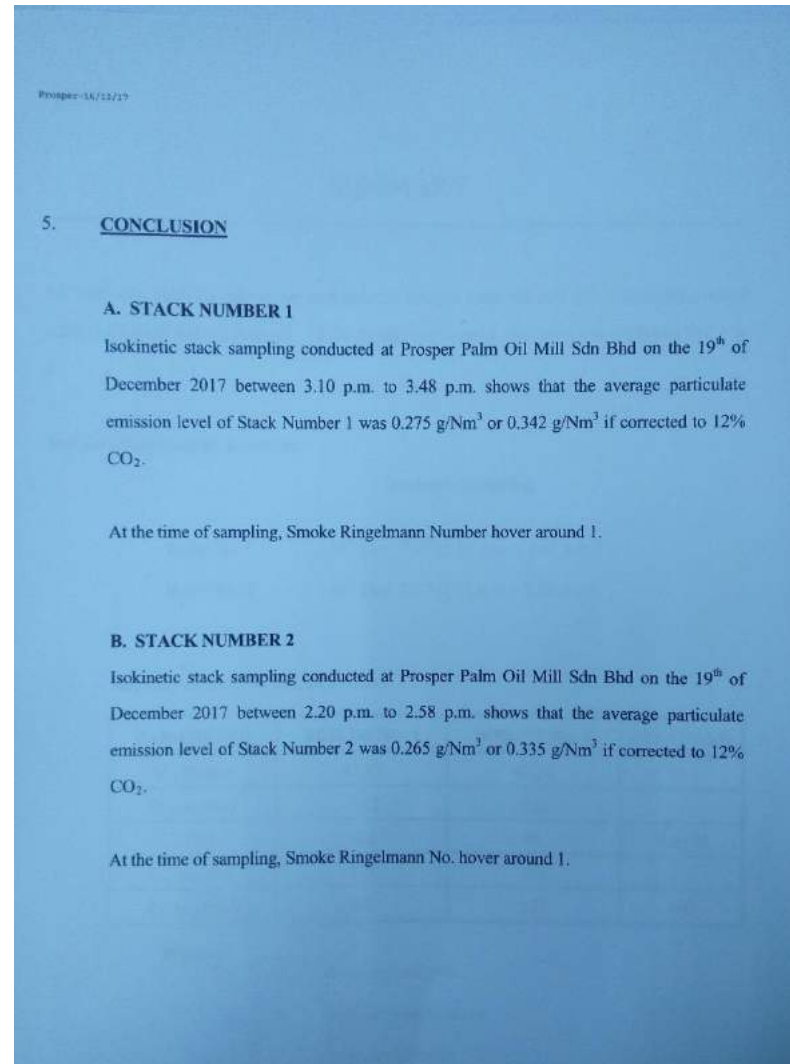 5. CONCLUSION
A. STACK NUMBER 1
Isokinetic stack sampling conducted at Prosper Palm Oil Mill Sdn Bhd on the 19th of
December 2017 between 3.10 p.m. to 3.48 p.m. shows that the average particulate
emission level of Stack Number 1 was 0.275 g/Nm³ or 0.342 g/Nm³ if corrected to 12%
CO₂.
At the time of sampling, Smoke Ringelmann Number hover around 1.
B. STACK NUMBER 2
Isokinetic stack sampling conducted at Prosper Palm Oil Mill Sdn Bhd on the 19th of
December 2017 between 2.20 p.m. to 2.58 p.m. shows that the average particulate
emission level of Stack Number 2 was 0.265 g/Nm³ or 0.335 g/Nm³ if corrected to 12%
CO₂.
At the time of sampling, Smoke Ringelmann No. hover around 1.